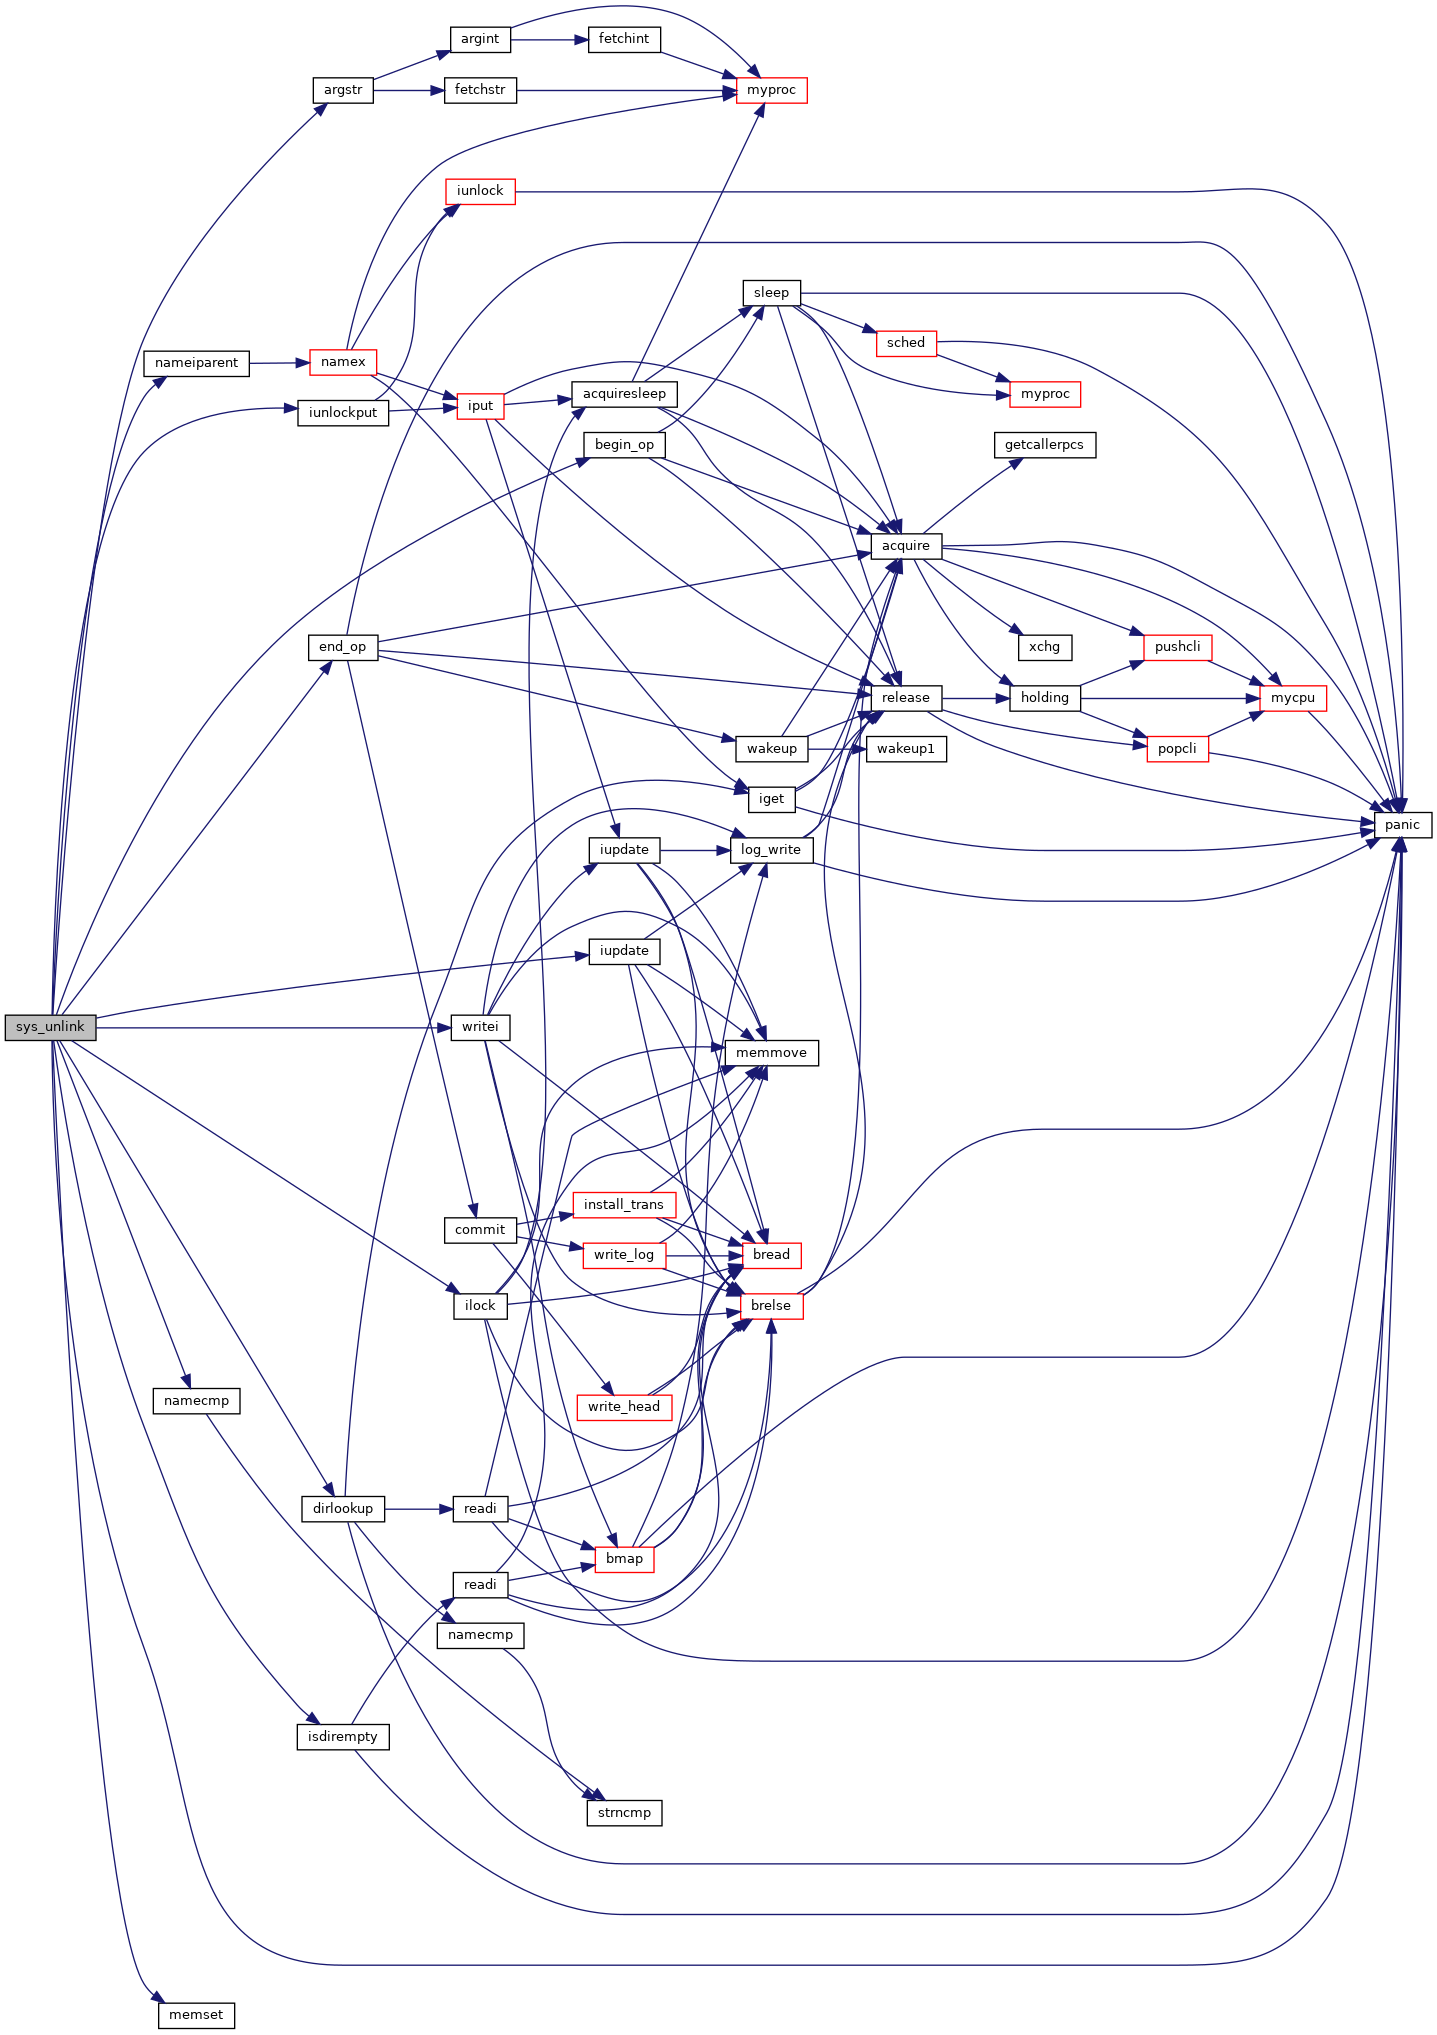 argint
fetchint
argstr
fetchstr
myproc
iunlock
sleep
sched
nameiparent
namex
iunlockput
iput
acquiresleep
myproc
begin_op
getcallerpcs
acquire
end_op
xchg
pushcli
release
holding
mycpu
wakeup
wakeup1
popcli
iget
panic
iupdate
log_write
iupdate
sys_unlink
writei
memmove
install_trans
commit
write_log
bread
ilock
brelse
namecmp
write_head
dirlookup
readi
bmap
readi
namecmp
isdirempty
strncmp
memset